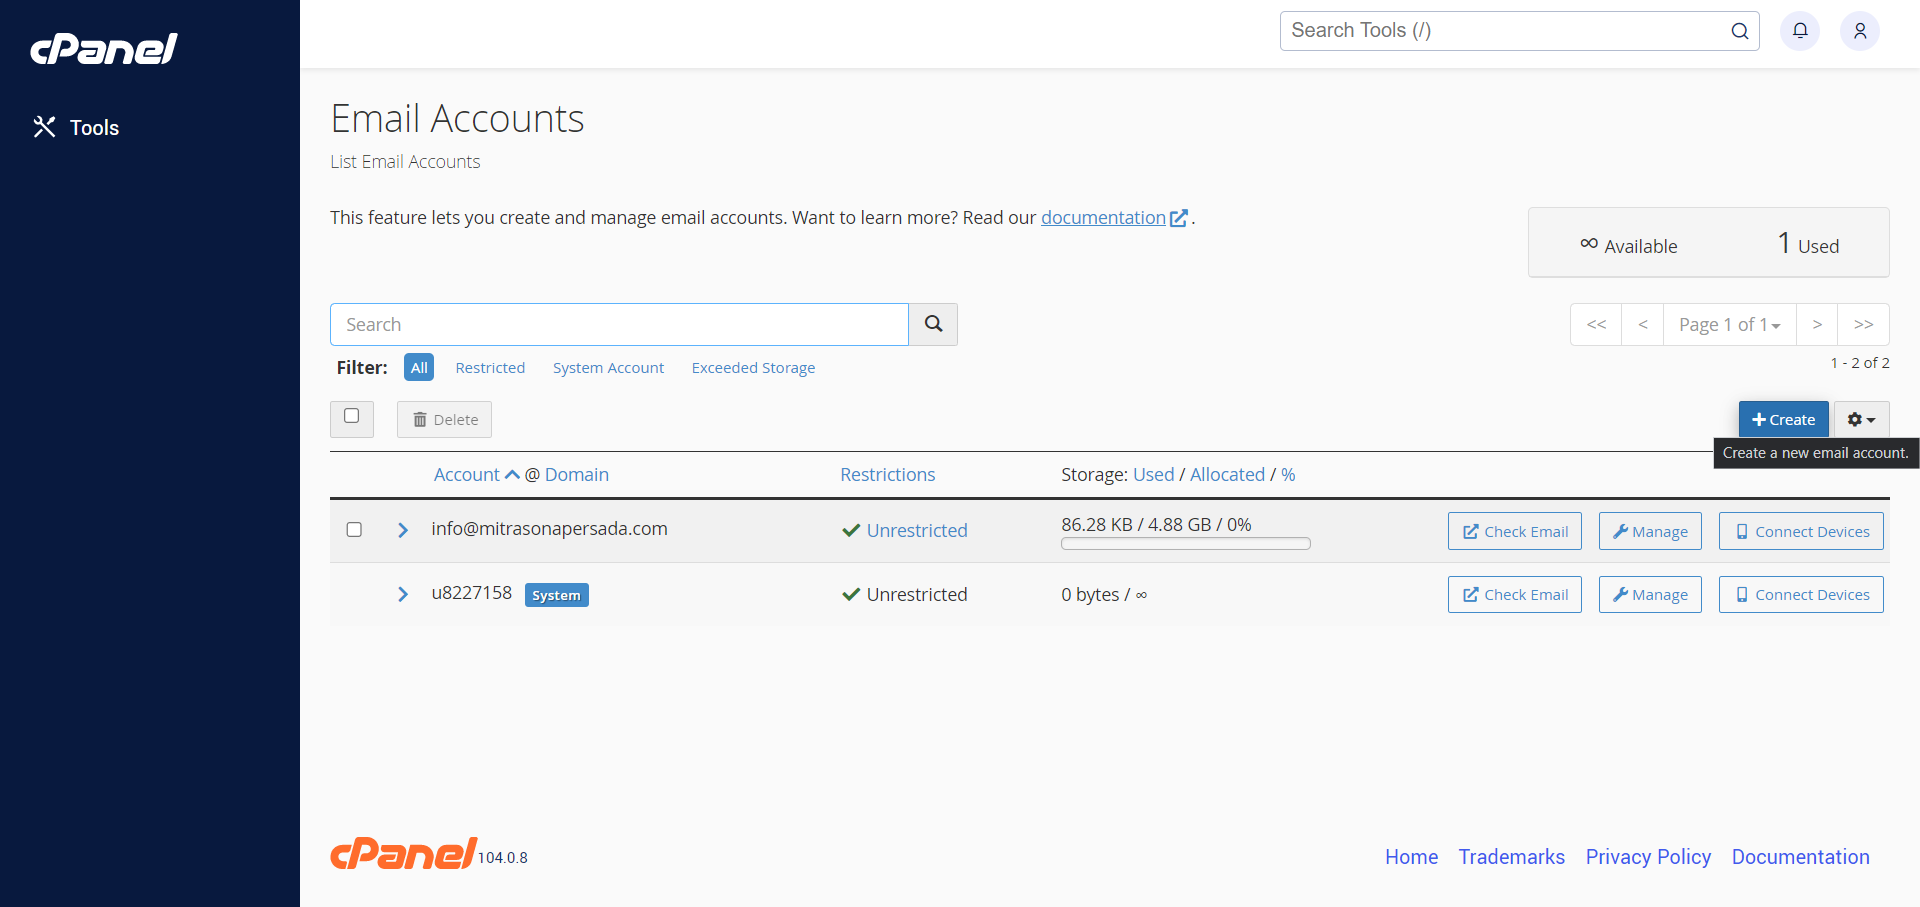 cPanel
Search Tools (/)
Tools
Email Accounts
List Email Accounts
This feature lets you create and manage email accounts. Want to learn more? Read our documentation .
∞ Available 1 Used
Search
<< < Page 1 of 1 > >>
Filter: All Restricted System Account Exceeded Storage
1 - 2 of 2
Delete
Create
Create a new email account.
Account @ Domain Restrictions Storage: Used / Allocated / %
info@mitrasonapersada.com Unrestricted 86.28 KB / 4.88 GB / 0% Check Email Manage Connect Devices
u8227158 System Unrestricted 0 bytes / ∞ Check Email Manage Connect Devices
cPanel 104.0.8 Home Trademarks Privacy Policy Documentation